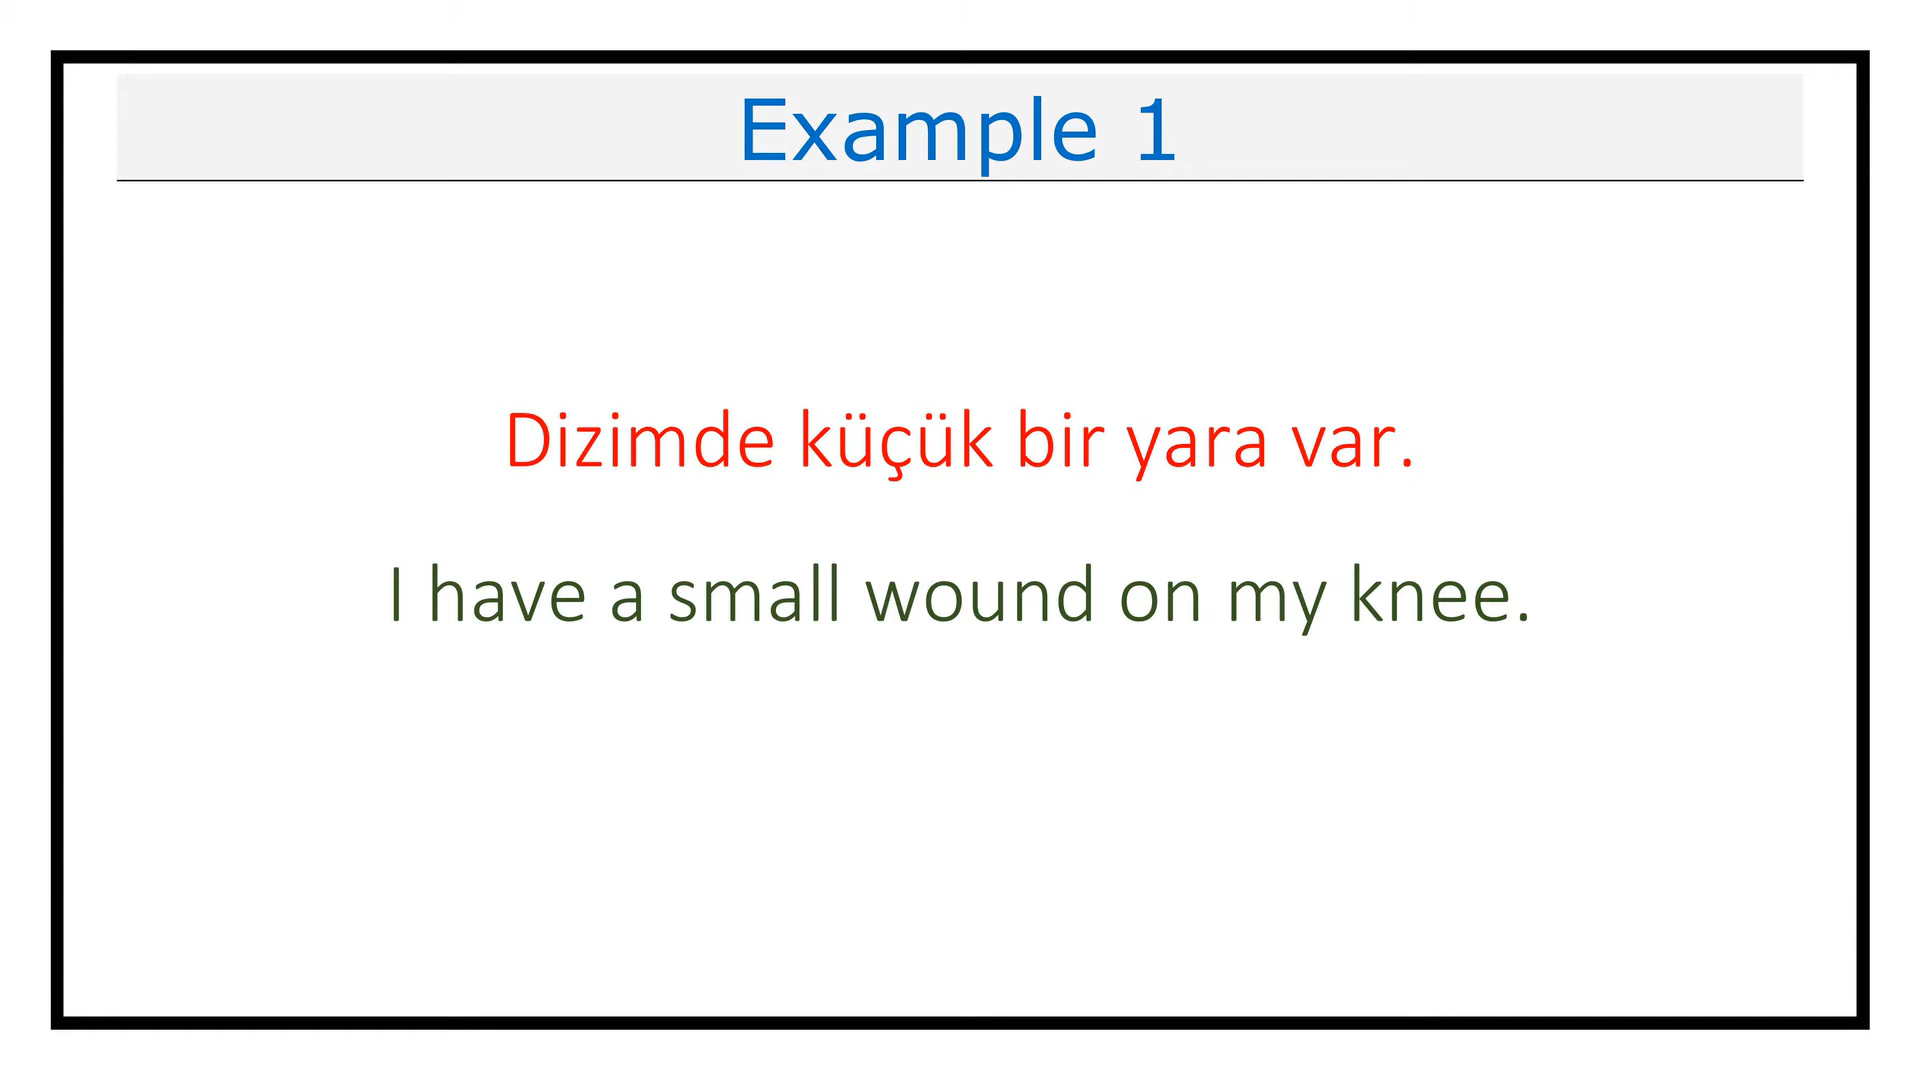 Example 1
Dizimde küçük bir yara var.
I have a small wound on my knee.